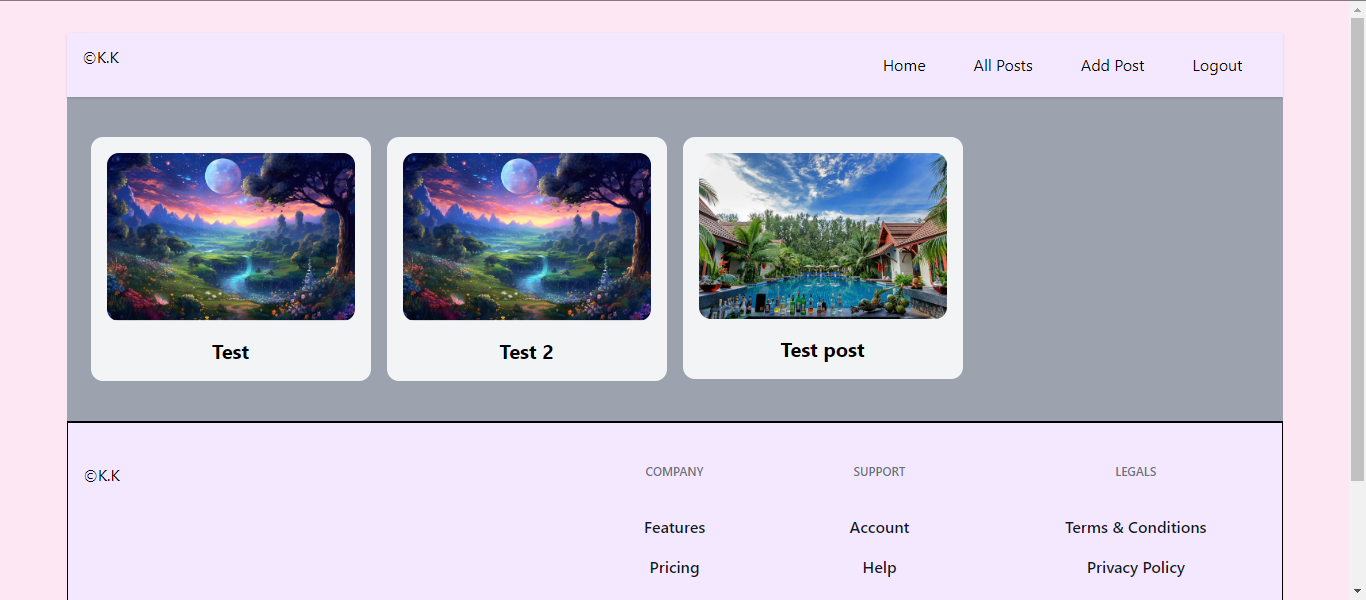 ©K.K
Home All Posts Add Post Logout
Test Test 2 Test post
©K.K
COMPANY SUPPORT LEGALS
Features Account Terms & Conditions
Pricing Help Privacy Policy